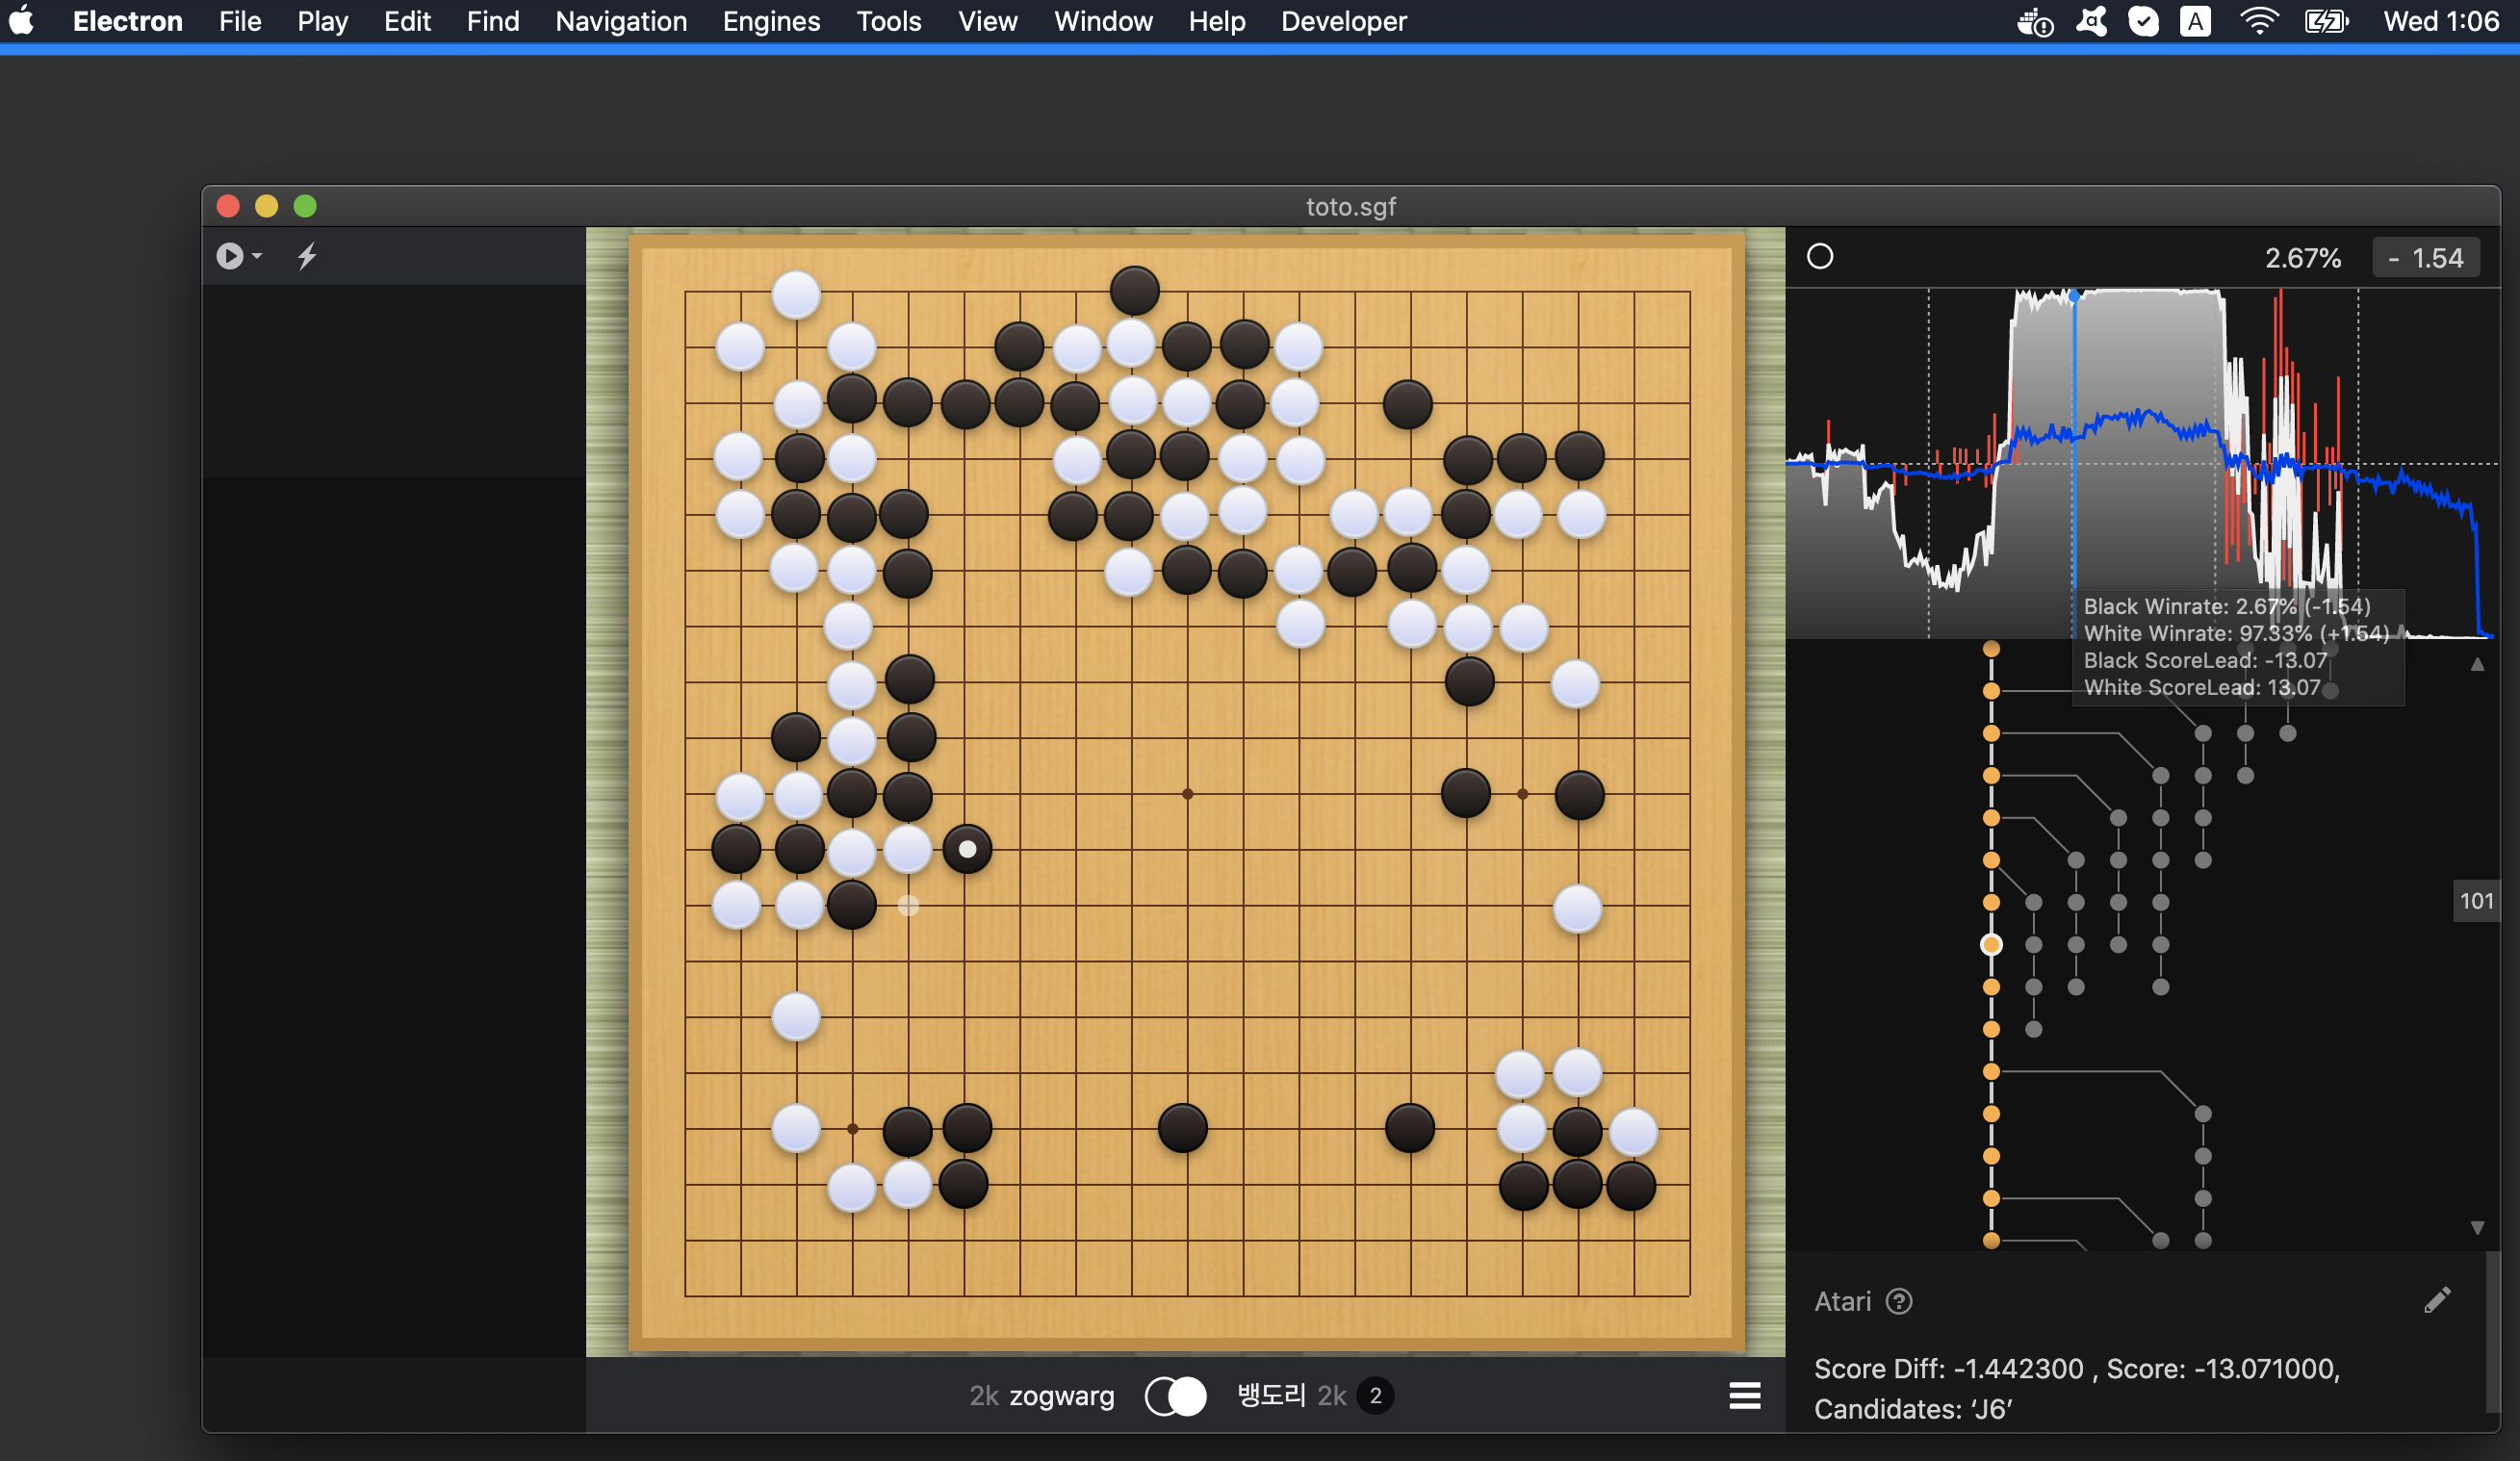 Electron File Play Edit Find Navigation Engines Tools View Window Help Developer A Wed 1:06
toto.sgf
2.67% - 1.54
Black Winrate: 2.67% (-1.54)
White Winrate: 97.33% (+1.54)
Black ScoreLead: -13.07
White ScoreLead: 13.07
101
Atari ?
Score Diff: -1.442300 , Score: -13.071000,
Candidates: ‘J6’
2k zogwarg 뱅도리 2k 2